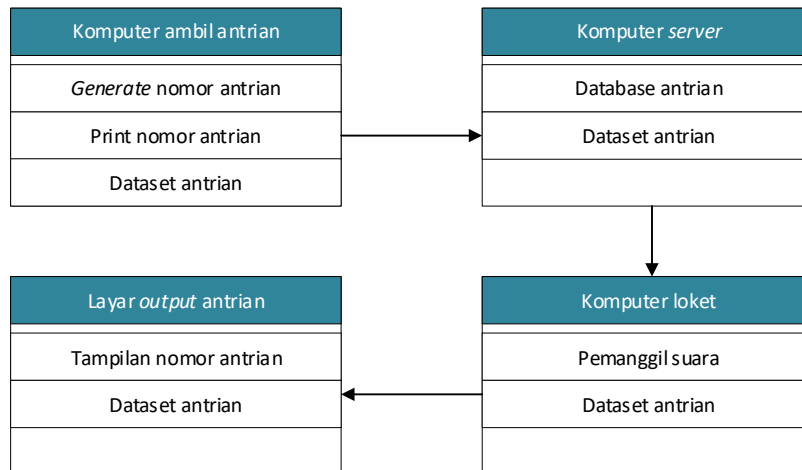 Komputer ambil antrian
Generate nomor antrian
Print nomor antrian
Dataset antrian
Komputer server
Database antrian
Dataset antrian
Layar output antrian
Tampilan nomor antrian
Dataset antrian
Komputer loket
Pemanggil suara
Dataset antrian